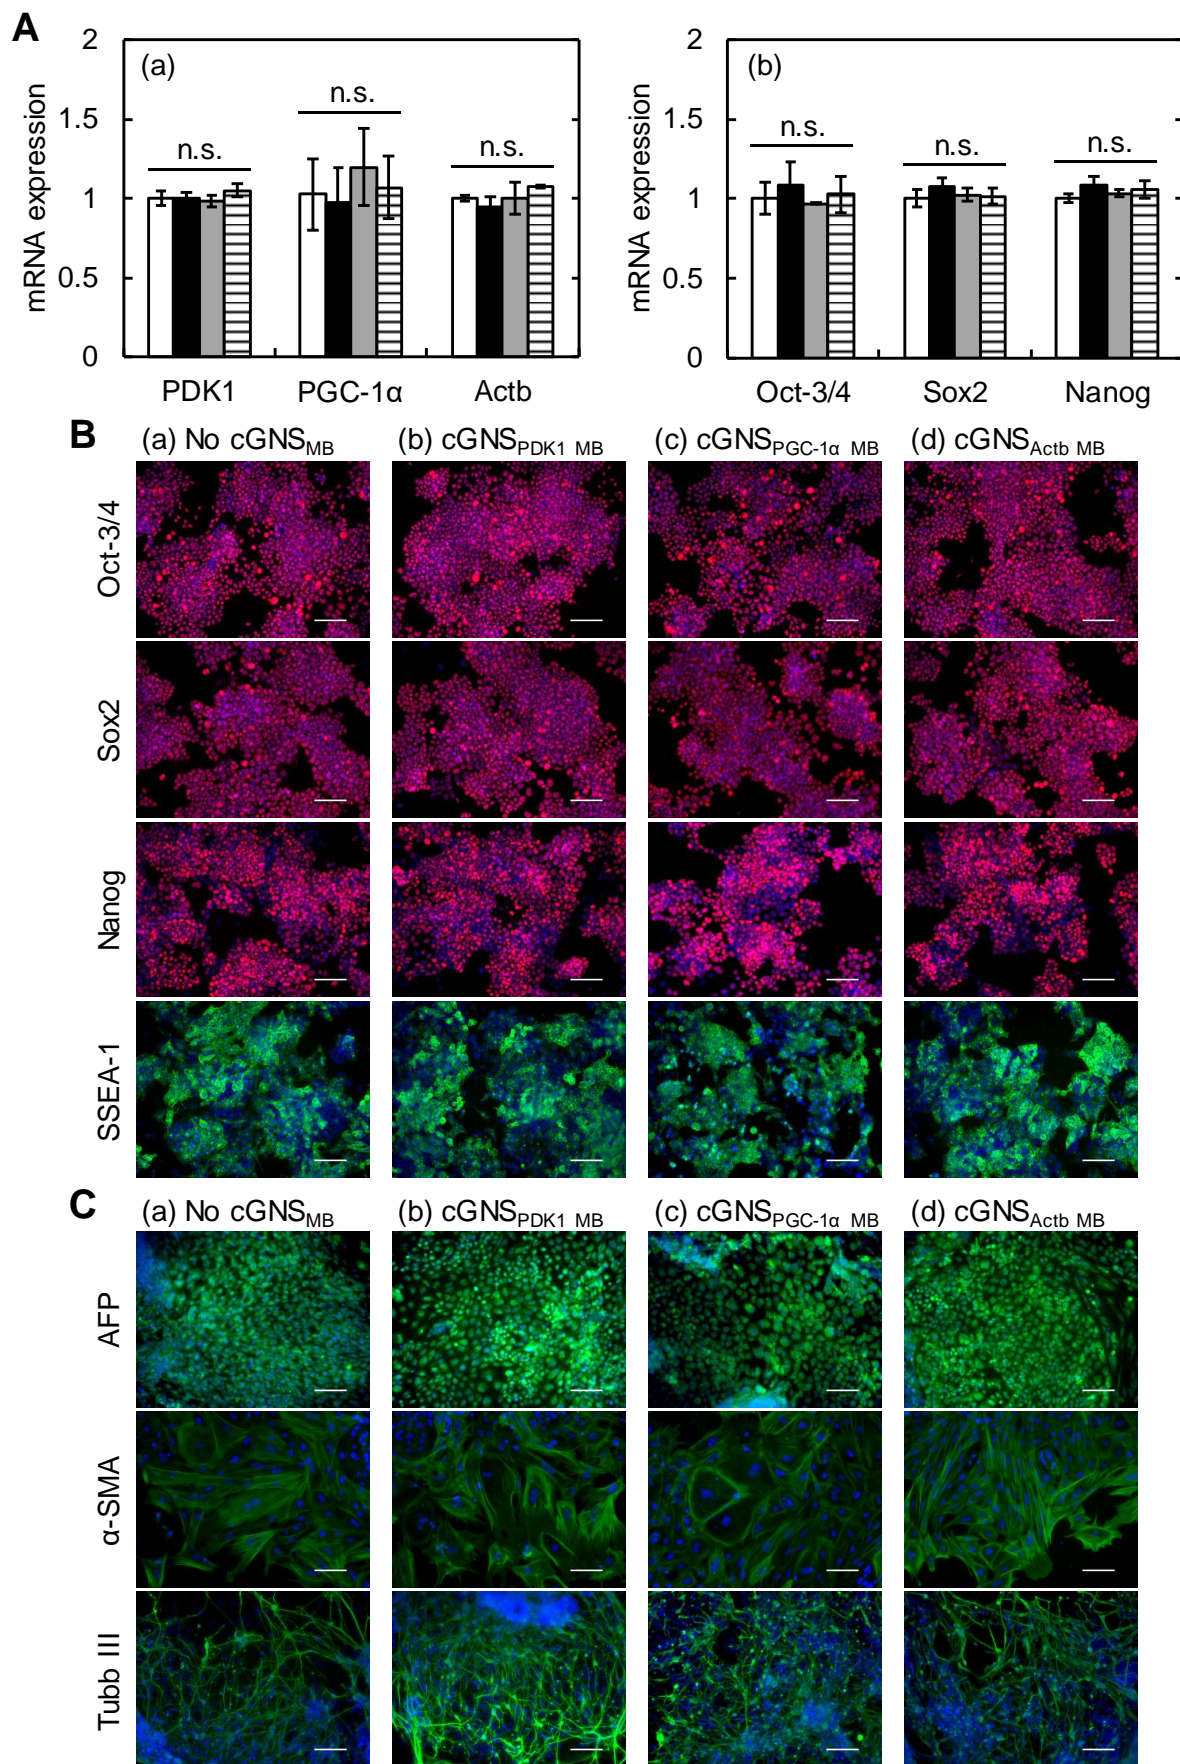 A
(a)
(b)
mRNA expression
2
1.5
1
0.5
0
n.s.
n.s.
n.s.
PDK1
PGC-1α
Actb
mRNA expression
2
1.5
1
0.5
0
n.s.
n.s.
n.s.
Oct-3/4
Sox2
Nanog
B
(a) No cGNSMB
(b) cGNSPDK1 MB
(c) cGNSPGC-1α MB
(d) cGNSActb MB
Oct-3/4
Sox2
Nanog
SSEA-1
C
(a) No cGNSMB
(b) cGNSPDK1 MB
(c) cGNSPGC-1α MB
(d) cGNSActb MB
AFP
α-SMA
Tubb III